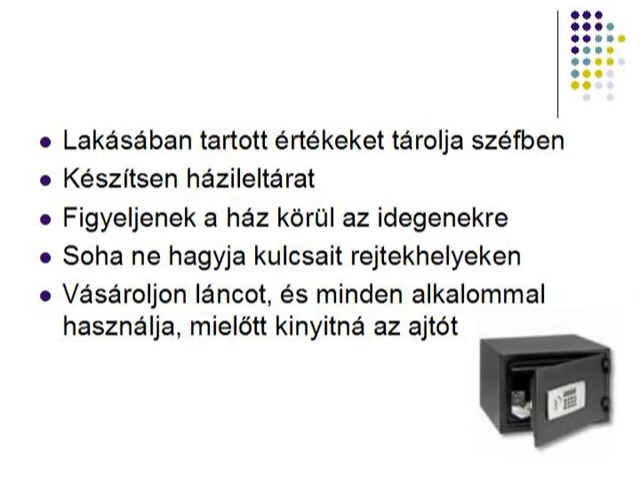 Lakásában tartott értékeket tárolja széfben
Készítsen házileltárat
Figyeljenek a ház körül az idegenekre
Soha ne hagyja kulcsait rejtekhelyeken
Vásároljon láncot, és minden alkalommal
használja, mielőtt kinyitná az ajtót